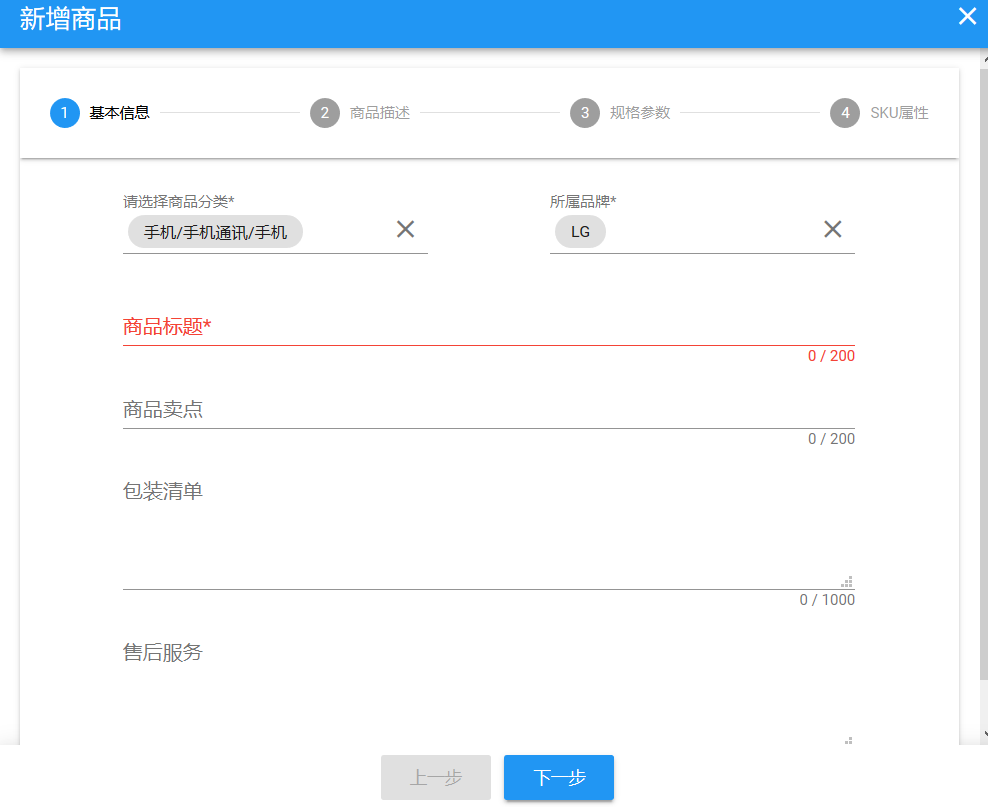 新增商品
1 基本信息 2 商品描述 3 规格参数 4 SKU属性
请选择商品分类* 所属品牌*
手机/手机通讯/手机 LG
商品标题*
0 / 200
商品卖点
0 / 200
包装清单
0 / 1000
售后服务
上一步 下一步